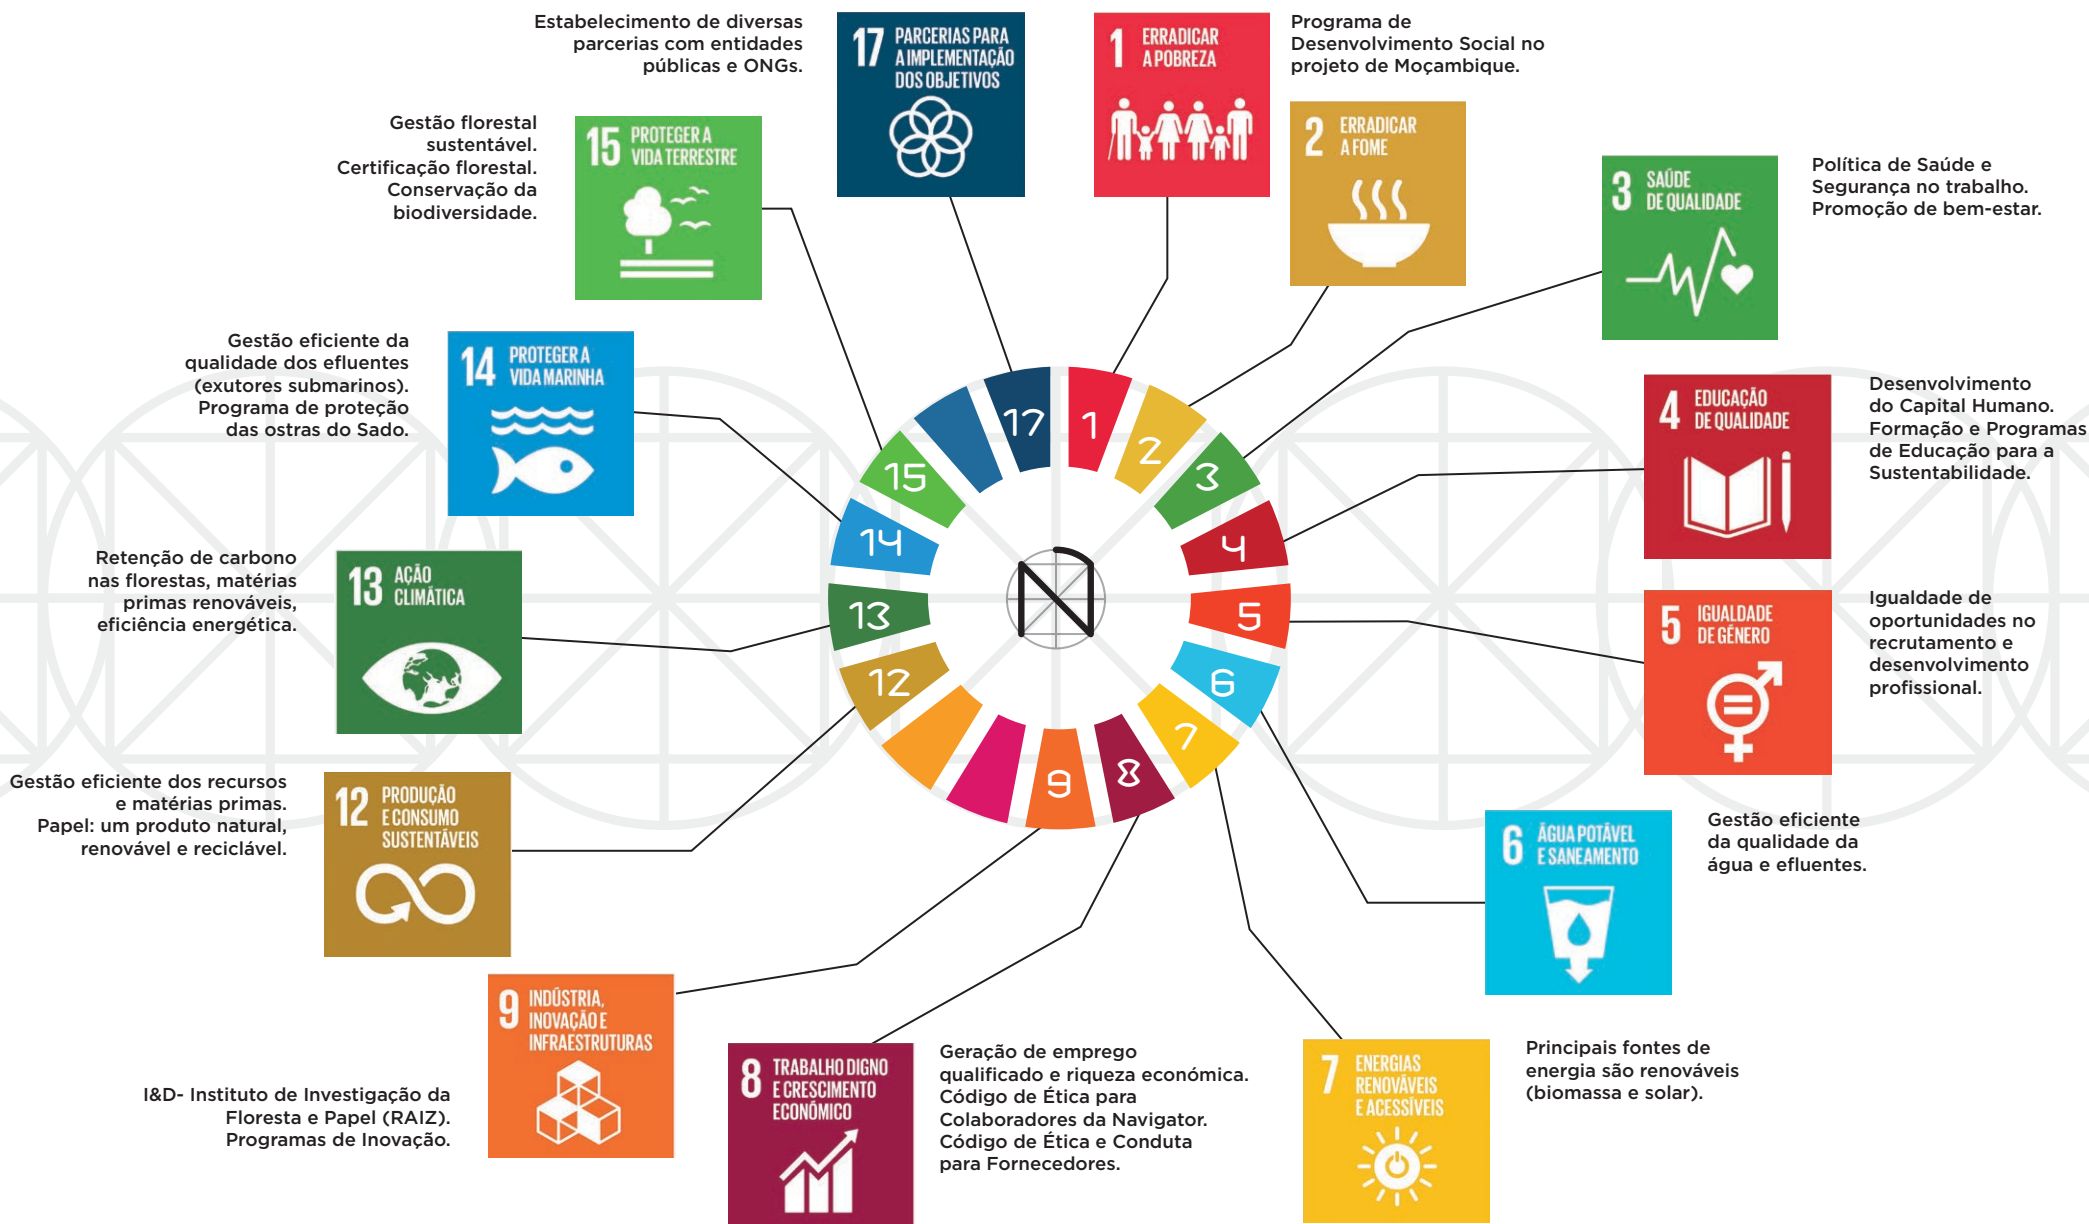 Estabelecimento de diversas
parcerias com entidades
públicas e ONGs.
17 PARCERIAS PARA
A IMPLEMENTAÇÃO
DOS OBJETIVOS
1 ERRADICAR
A POBREZA
Programa de
Desenvolvimento Social no
projeto de Moçambique.
2 ERRADICAR
A FOME
3 SAÚDE
DE QUALIDADE
Política de Saúde e
Segurança no trabalho.
Promoção de bem-estar.
4 EDUCAÇÃO
DE QUALIDADE
Desenvolvimento
do Capital Humano.
Formação e Programas
de Educação para a
Sustentabilidade.
5 IGUALDADE
DE GÉNERO
Igualdade de
oportunidades no
recrutamento e
desenvolvimento
profissional.
6 ÁGUA POTÁVEL
E SANEAMENTO
Gestão eficiente
da qualidade da
água e efluentes.
7 ENERGIAS
RENOVÁVEIS
E ACESSÍVEIS
Principais fontes de
energia são renováveis
(biomassa e solar).
8 TRABALHO DIGNO
E CRESCIMENTO
ECONÓMICO
Geração de emprego
qualificado e riqueza económica.
Código de Ética para
Colaboradores da Navigator.
Código de Ética e Conduta
para Fornecedores.
9 INDÚSTRIA,
INOVAÇÃO E
INFRAESTRUTURAS
I&D- Instituto de Investigação da
Floresta e Papel (RAIZ).
Programas de Inovação.
12 PRODUÇÃO
E CONSUMO
SUSTENTÁVEIS
Gestão eficiente dos recursos
e matérias primas.
Papel: um produto natural,
renovável e reciclável.
13 AÇÃO
CLIMÁTICA
Retenção de carbono
nas florestas, matérias
primas renováveis,
eficiência energética.
14 PROTEGER A
VIDA MARINHA
Gestão eficiente da
qualidade dos efluentes
(exutores submarinos).
Programa de proteção
das ostras do Sado.
15 PROTEGER A
VIDA TERRESTRE
Gestão florestal
sustentável.
Certificação florestal.
Conservação da
biodiversidade.
1
2
3
4
5
6
7
8
9
12
13
14
15
17
N